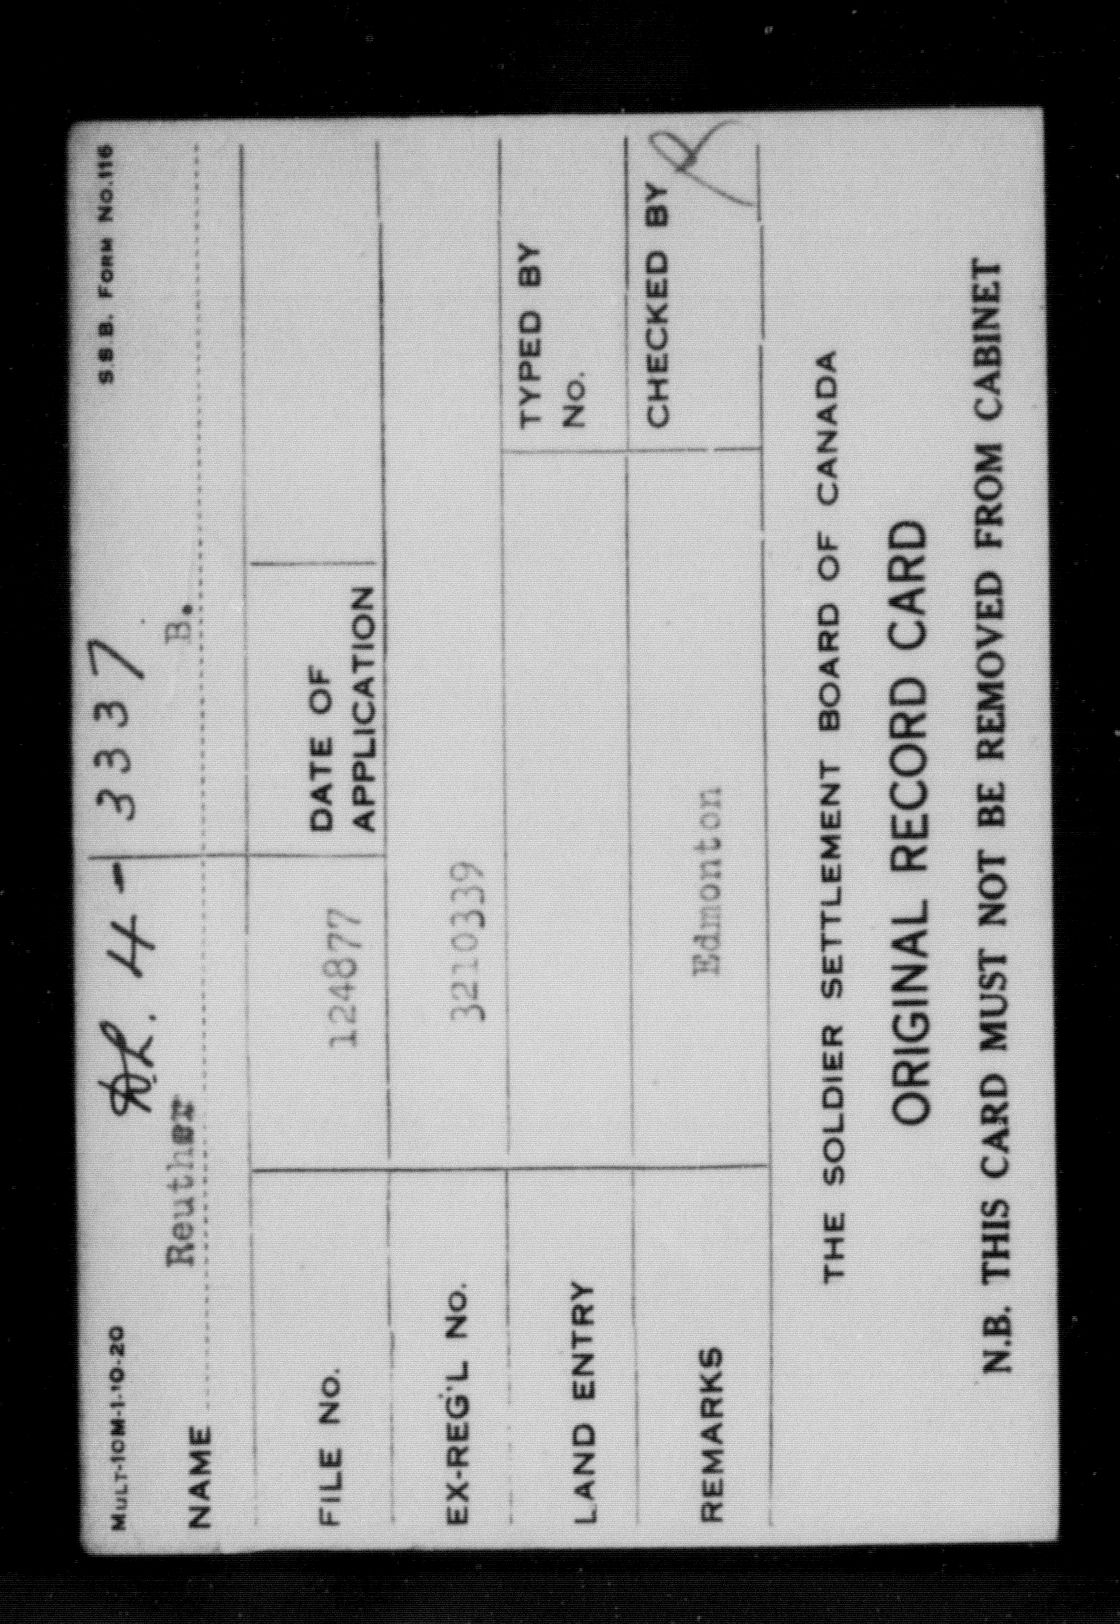 MULT-10M-1-10-20 S.S.B. FORM No. 116
DR. 4 - 3337
NAME Reuther B.
FILE No. 124877 DATE OF APPLICATION
EX-REG'L No. 3210339
LAND ENTRY TYPED BY No.
REMARKS Edmonton CHECKED BY R
THE SOLDIER SETTLEMENT BOARD OF CANADA
ORIGINAL RECORD CARD
N.B. THIS CARD MUST NOT BE REMOVED FROM CABINET